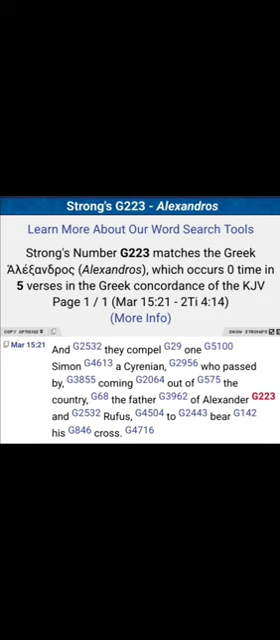 Strong's G223 - Alexandros
Learn More About Our Word Search Tools
Strong's Number G223 matches the Greek
Ἀλέξανδρος (Alexandros), which occurs 0 time in
5 verses in the Greek concordance of the KJV
Page 1 / 1 (Mar 15:21 - 2Ti 4:14)
(More Info)
COPY OPTIONS SHOW STRONGS
Mar 15:21 And G2532 they compel G29 one G5100
Simon G4613 a Cyrenian, G2956 who passed
by, G3855 coming G2064 out of G575 the
country, G68 the father G3962 of Alexander G223
and G2532 Rufus, G4504 to G2443 bear G142
his G846 cross. G4716